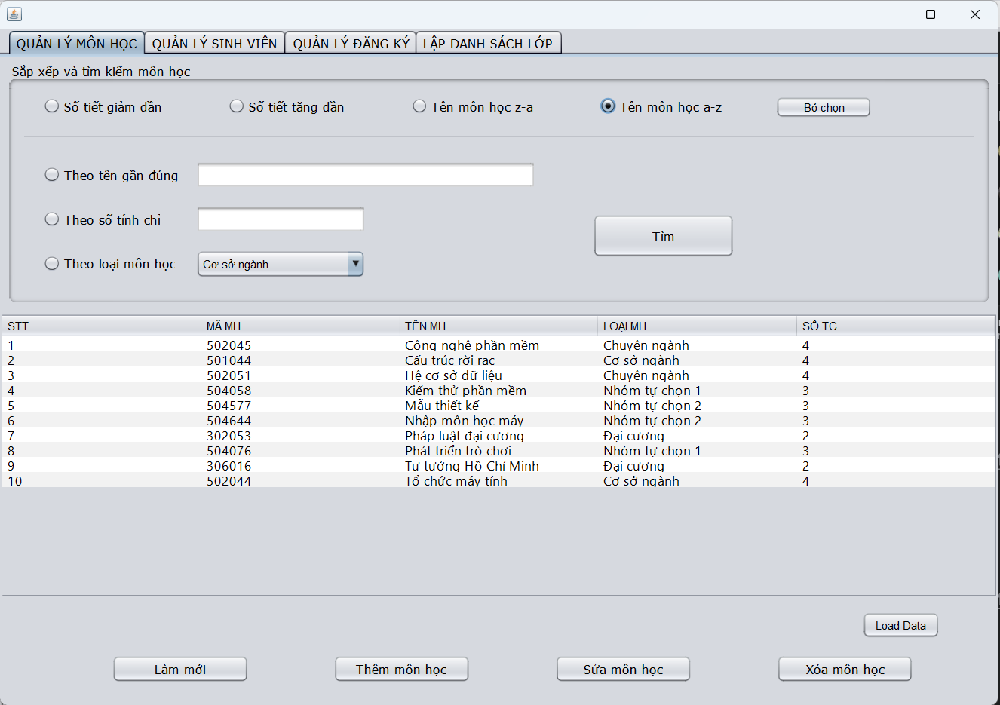 QUẢN LÝ MÔN HỌC QUẢN LÝ SINH VIÊN QUẢN LÝ ĐĂNG KÝ LẬP DANH SÁCH LỚP
Sắp xếp và tìm kiếm môn học
Số tiết giảm dần Số tiết tăng dần Tên môn học z-a Tên môn học a-z Bỏ chọn
Theo tên gần đúng
Theo số tính chỉ
Tìm
Theo loại môn học Cơ sở ngành
STT MÃ MH TÊN MH LOẠI MH SỐ TC
1 502045 Công nghệ phần mềm Chuyên ngành 4
2 501044 Cấu trúc rời rạc Cơ sở ngành 4
3 502051 Hệ cơ sở dữ liệu Chuyên ngành 4
4 504058 Kiểm thử phần mềm Nhóm tự chọn 1 3
5 504577 Mẫu thiết kế Nhóm tự chọn 2 3
6 504644 Nhập môn học máy Nhóm tự chọn 2 3
7 302053 Pháp luật đại cương Đại cương 2
8 504076 Phát triển trò chơi Nhóm tự chọn 1 3
9 306016 Tư tưởng Hồ Chí Minh Đại cương 2
10 502044 Tổ chức máy tính Cơ sở ngành 4
Load Data
Làm mới Thêm môn học Sửa môn học Xóa môn học